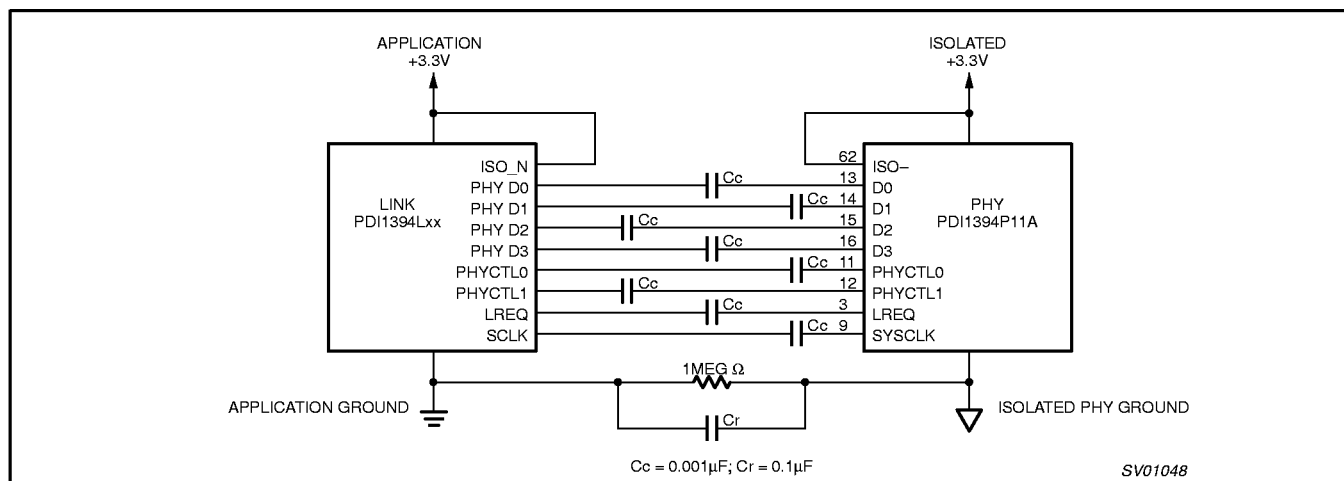 APPLICATION
+3.3V
ISOLATED
+3.3V
LINK
PDI1394Lxx
PHY
PDI1394P11A
ISO_N
62
ISO–
PHY D0
Cc
13
D0
PHY D1
Cc
14
D1
PHY D2
Cc
15
D2
PHY D3
Cc
16
D3
PHYCTL0
Cc
11
PHYCTL0
PHYCTL1
Cc
12
PHYCTL1
LREQ
Cc
3
LREQ
SCLK
Cc
9
SYSCLK
1MEG Ω
APPLICATION GROUND
ISOLATED PHY GROUND
Cr
Cc = 0.001μF; Cr = 0.1μF
SV01048